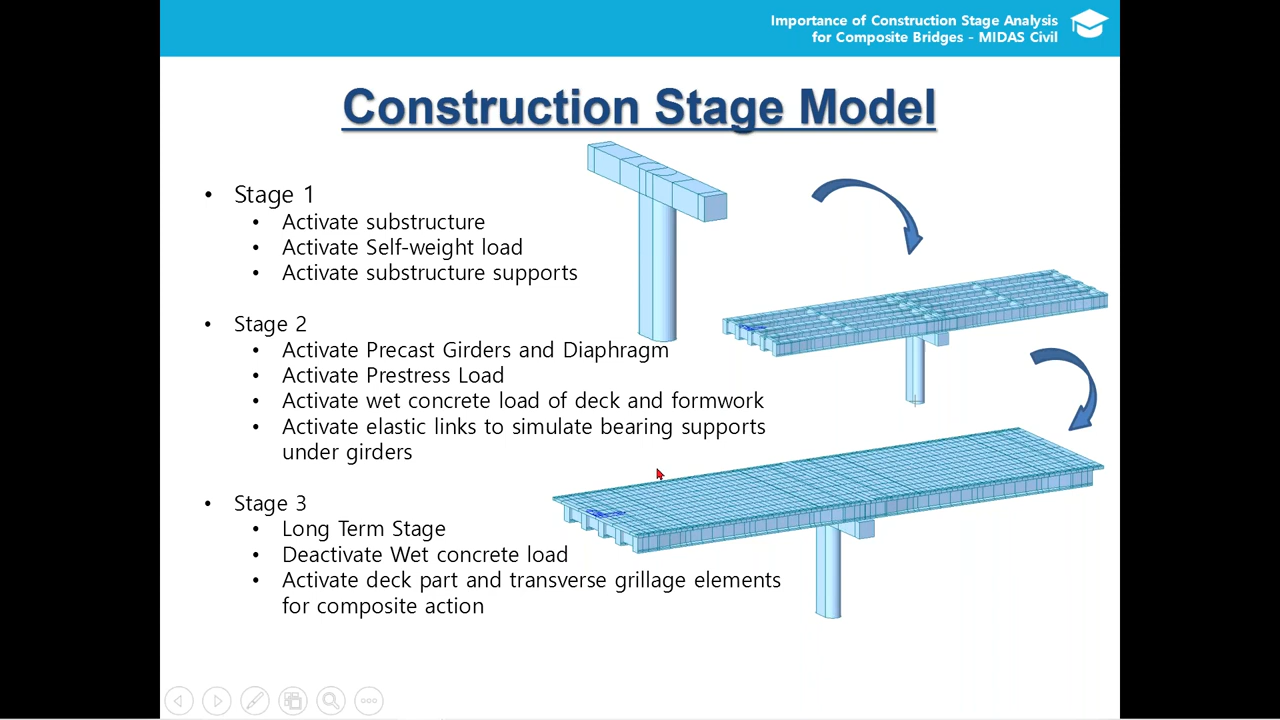 Importance of Construction Stage Analysis
for Composite Bridges - MIDAS Civil
Construction Stage Model
• Stage 1
• Activate substructure
• Activate Self-weight load
• Activate substructure supports
• Stage 2
• Activate Precast Girders and Diaphragm
• Activate Prestress Load
• Activate wet concrete load of deck and formwork
• Activate elastic links to simulate bearing supports
under girders
• Stage 3
• Long Term Stage
• Deactivate Wet concrete load
• Activate deck part and transverse grillage elements
for composite action